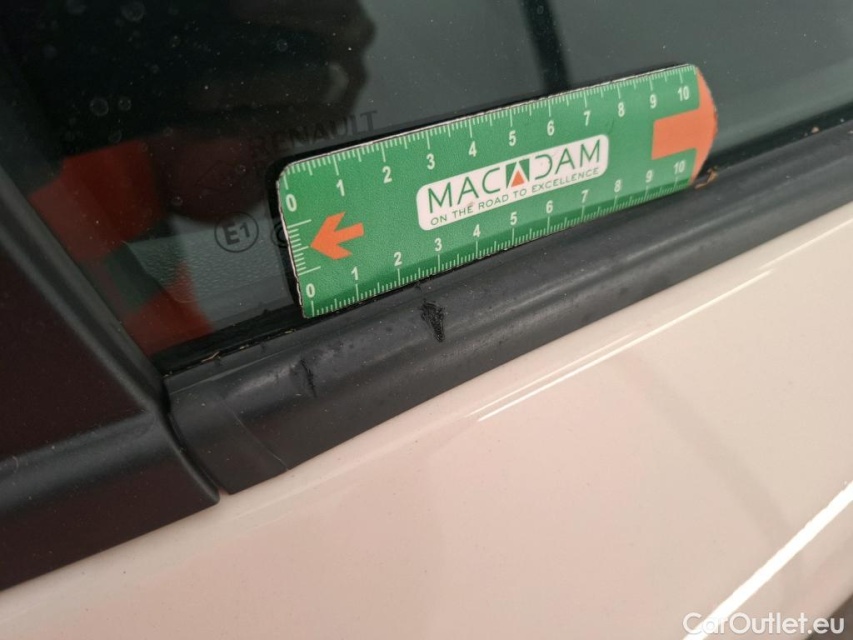 RENAULT
0 1 2 3 4 5 6 7 8 9 10
MACADAM
ON THE ROAD TO EXCELLENCE
0 1 2 3 4 5 6 7 8 9 10
E1
CarOutlet.eu